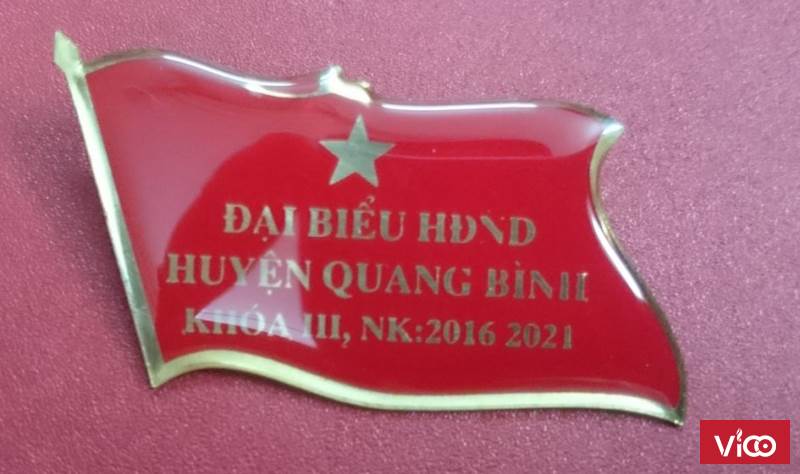 ĐẠI BIỂU HĐND
HUYỆN QUANG BÌNH
KHÓA III, NK:2016 2021
ViCO